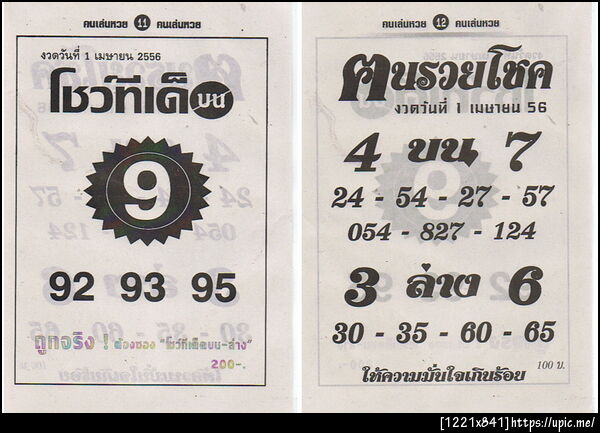 คนเล่นหวย 11 คนเล่นหวย
งวดวันที่ 1 เมษายน 2556
โชว์ทีเด็ด บน
9
92 93 95
ถูกจริง ! ต้องซอง "โชว์ทีเด็ดบน-ล่าง"
200-.
คนเล่นหวย 12 คนเล่นหวย
ฅนรวยโชค
งวดวันที่ 1 เมษายน 56
4 บน 7
24 - 54 - 27 - 57
054 - 827 - 124
3 ล่าง 6
30 - 35 - 60 - 65
100 บ.
ให้ความมั่นใจเกินร้อย
[1221x841]https://upic.me/